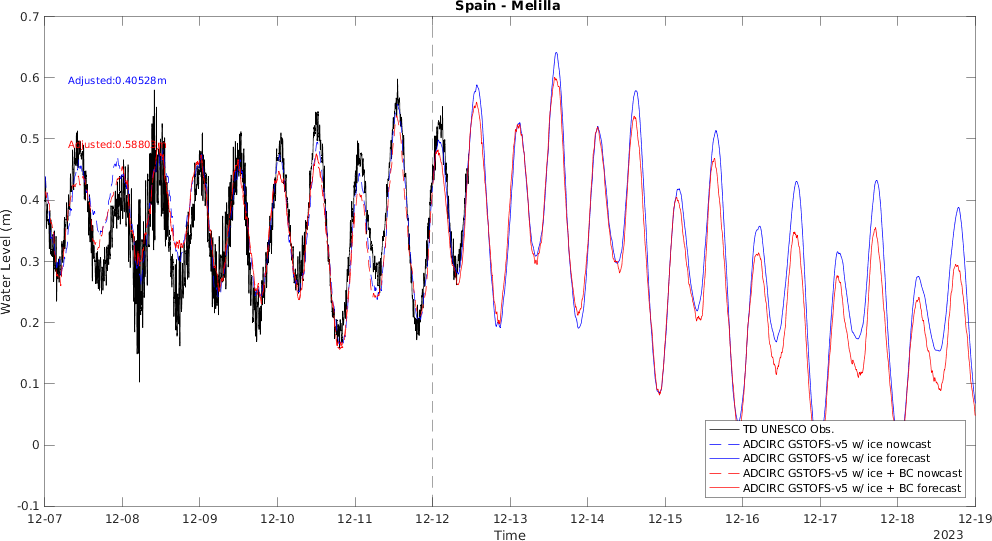 Spain - Melilla
0.7
0.6
0.5
0.4
0.3
0.2
0.1
0
-0.1
Water Level (m)
Adjusted:0.40528m
Adjusted:0.5880
TD UNESCO Obs.
ADCIRC GSTOFS-v5 w/ ice nowcast
ADCIRC GSTOFS-v5 w/ ice forecast
ADCIRC GSTOFS-v5 w/ ice + BC nowcast
ADCIRC GSTOFS-v5 w/ ice + BC forecast
12-07 12-08 12-09 12-10 12-11 12-12 12-13 12-14 12-15 12-16 12-17 12-18 12-19
Time
2023